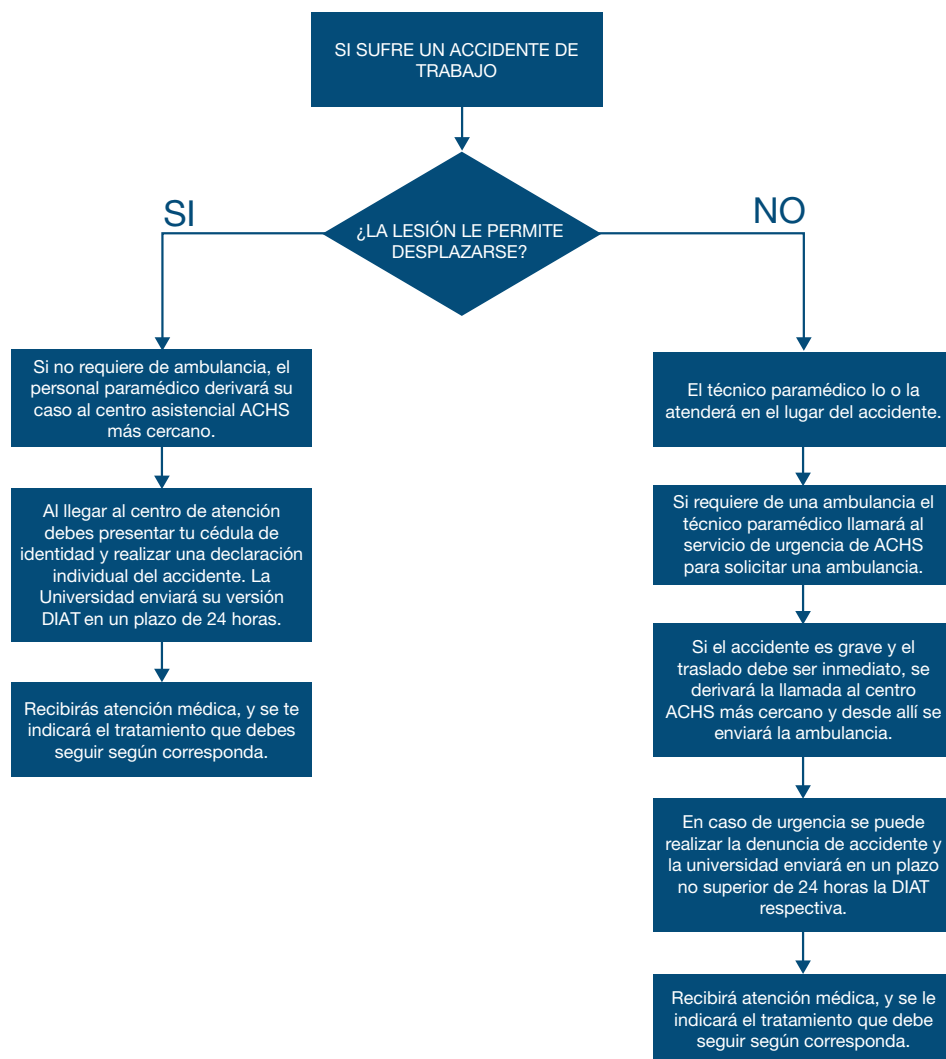 SI SUFRE UN ACCIDENTE DE
TRABAJO
¿LA LESIÓN LE PERMITE
DESPLAZARSE?
SI
Si no requiere de ambulancia, el
personal paramédico derivará su
caso al centro asistencial ACHS
más cercano.
Al llegar al centro de atención
debes presentar tu cédula de
identidad y realizar una declaración
individual del accidente. La
Universidad enviará su versión
DIAT en un plazo de 24 horas.
Recibirás atención médica, y se te
indicará el tratamiento que debes
seguir según corresponda.
NO
El técnico paramédico lo o la
atenderá en el lugar del accidente.
Si requiere de una ambulancia el
técnico paramédico llamará al
servicio de urgencia de ACHS
para solicitar una ambulancia.
Si el accidente es grave y el
traslado debe ser inmediato, se
derivará la llamada al centro
ACHS más cercano y desde allí se
enviará la ambulancia.
En caso de urgencia se puede
realizar la denuncia de accidente y
la universidad enviará en un plazo
no superior de 24 horas la DIAT
respectiva.
Recibirá atención médica, y se le
indicará el tratamiento que debe
seguir según corresponda.